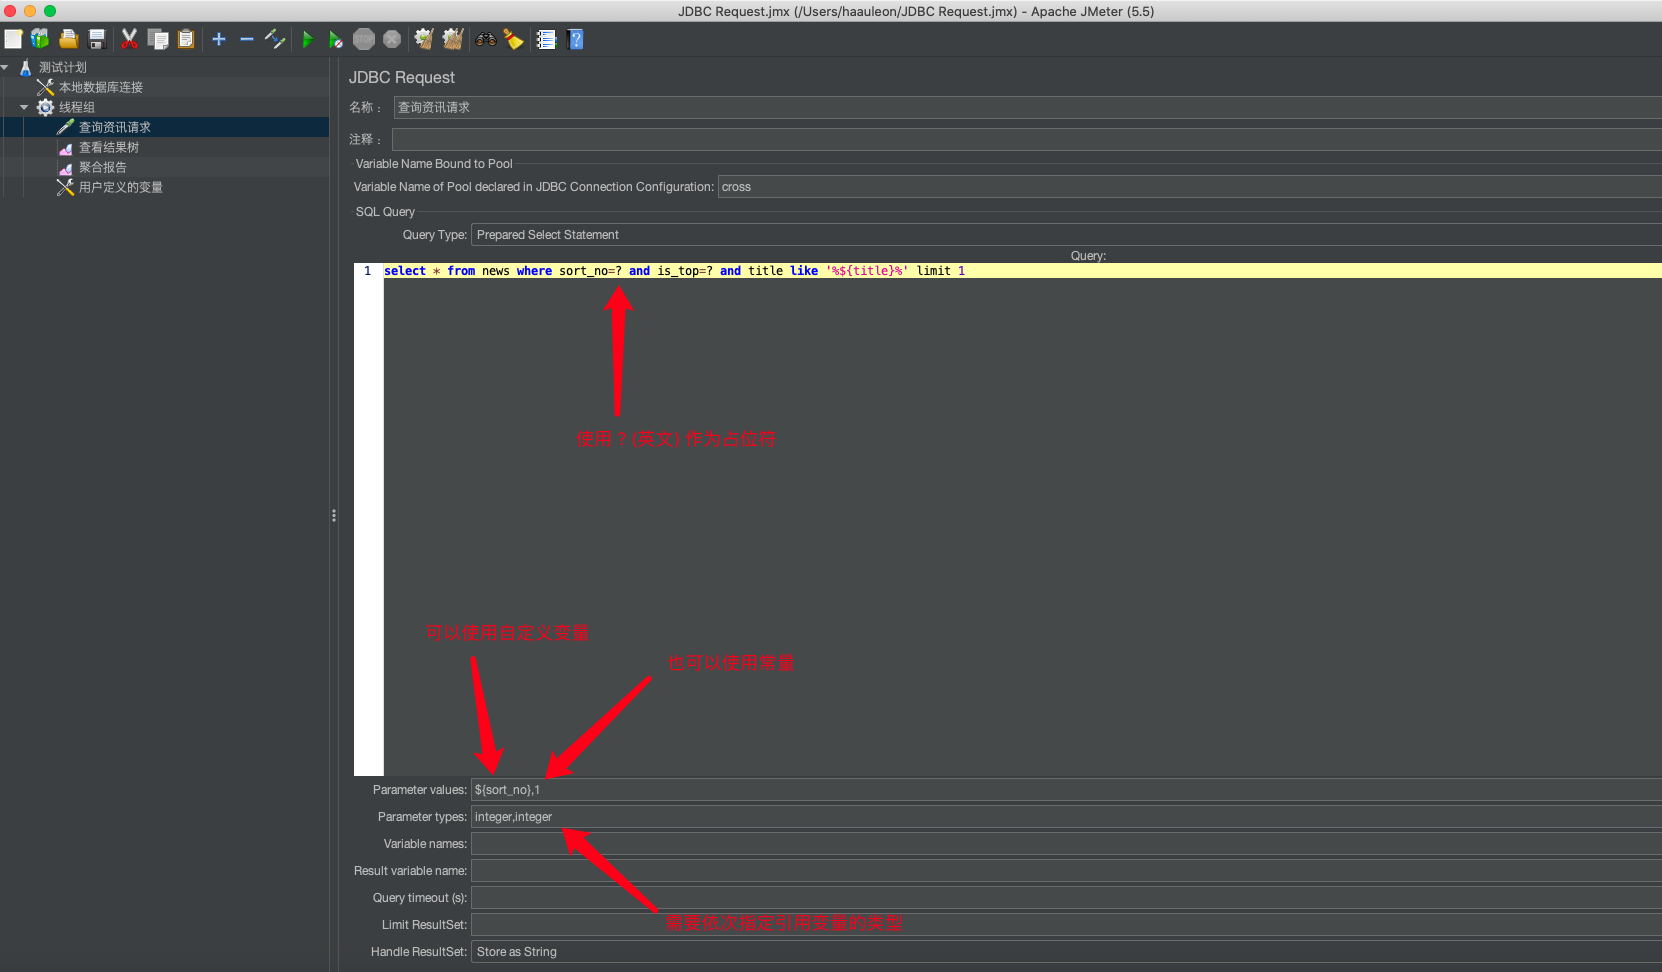 JDBC Request.jmx (/Users/haauleon/JDBC Request.jmx) - Apache JMeter (5.5)
STOP
测试计划
本地数据库连接
线程组
查询资讯请求
查看结果树
聚合报告
用户定义的变量
JDBC Request
名称： 查询资讯请求
注释：
Variable Name Bound to Pool
Variable Name of Pool declared in JDBC Connection Configuration: cross
SQL Query
Query Type: Prepared Select Statement
Query:
1 select * from news where sort_no=? and is_top=? and title like '%${title}%' limit 1
使用？(英文) 作为占位符
可以使用自定义变量
也可以使用常量
Parameter values: ${sort_no},1
Parameter types: integer,integer
Variable names:
Result variable name:
Query timeout (s):
需要依次指定引用变量的类型
Limit ResultSet:
Handle ResultSet: Store as String